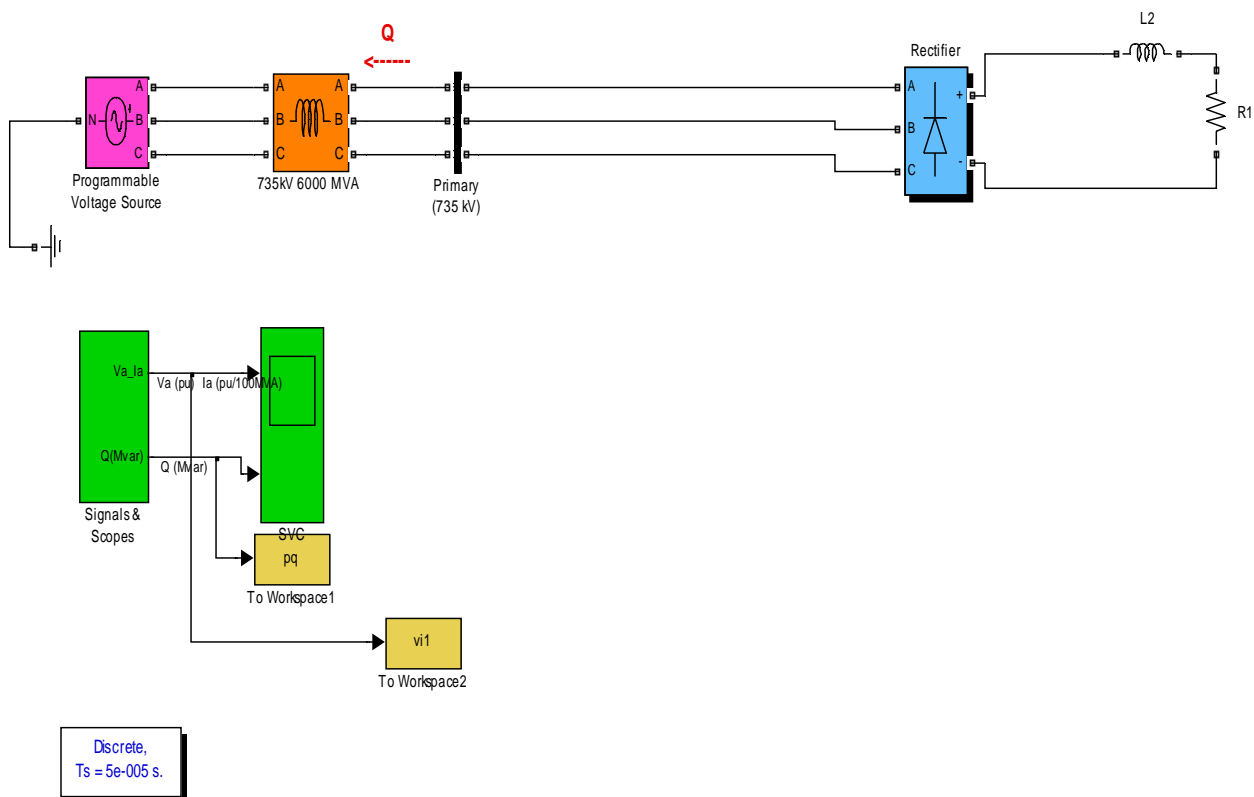 Q
L2
Rectifier
A
B
C
N
A
B
C
A
B
C
A
B
C
+
-
R1
Programmable
Voltage Source
735kV 6000 MVA
Primary
(735 kV)
Va_Ia
Va (pu) Ia (pu/100MVA)
Q(Mvar)
Q (Mvar)
Signals &
Scopes
SVC
pq
To Workspace1
vi1
To Workspace2
Discrete,
Ts = 5e-005 s.